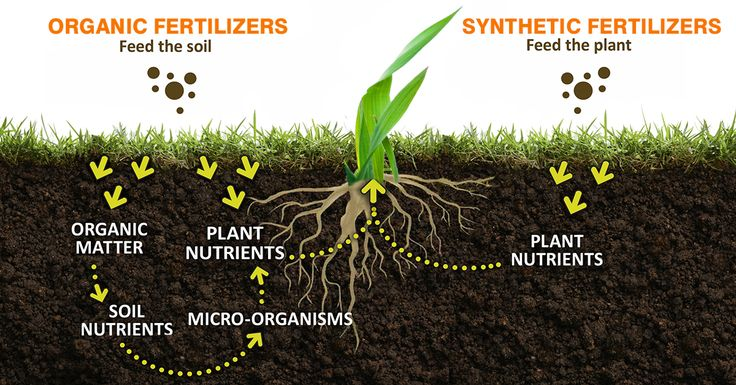 ORGANIC FERTILIZERS
Feed the soil
SYNTHETIC FERTILIZERS
Feed the plant
ORGANIC
MATTER
PLANT
NUTRIENTS
SOIL
NUTRIENTS
MICRO-ORGANISMS
PLANT
NUTRIENTS